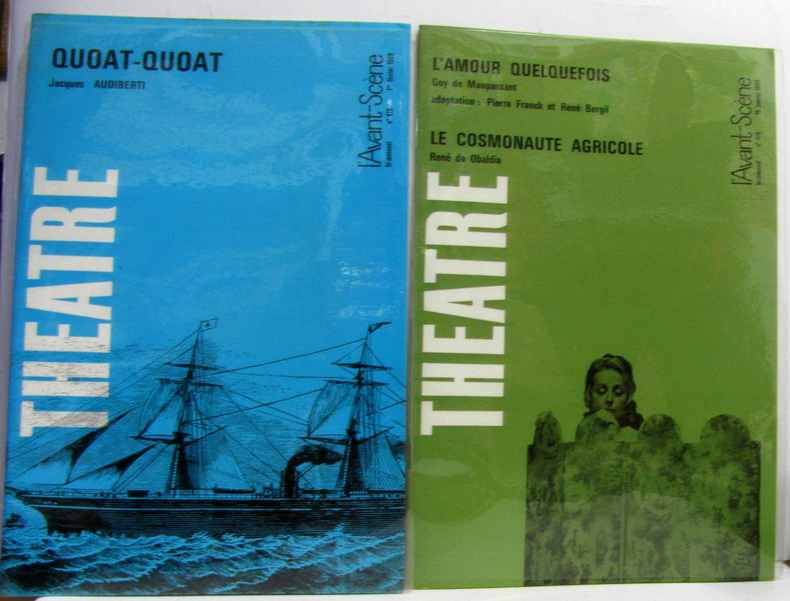 QUOAT-QUOAT
Jacques AUDIBERTI
l'Avant-Scène
THEATRE
L'AMOUR QUELQUEFOIS
Guy de Maupassant
adaptation : Pierre Franck et René Bergil
LE COSMONAUTE AGRICOLE
René de Obaldia
l'Avant-Scène
THEATRE